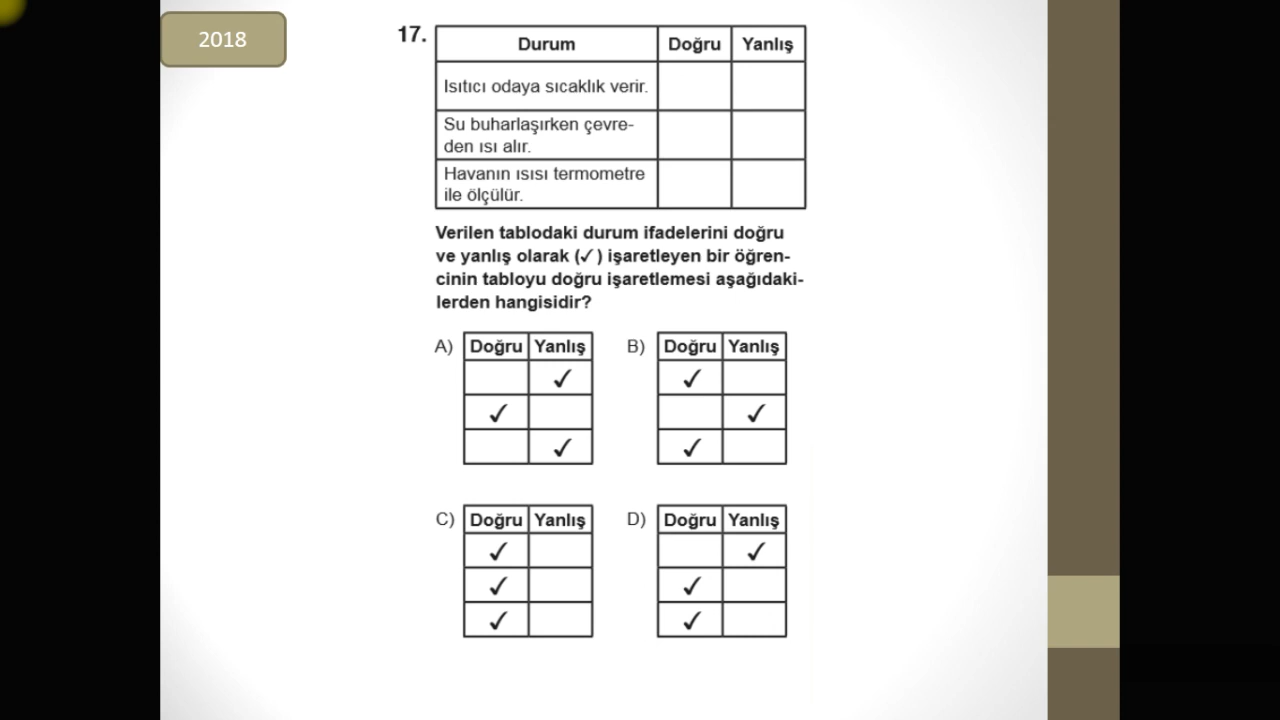 2018
17.
Durum Doğru Yanlış
Isıtıcı odaya sıcaklık verir.
Su buharlaşırken çevre-
den ısı alır.
Havanın ısısı termometre
ile ölçülür.
Verilen tablodaki durum ifadelerini doğru
ve yanlış olarak (✓) işaretleyen bir öğren-
cinin tabloyu doğru işaretlemesi aşağıdaki-
lerden hangisidir?
A) Doğru Yanlış
✓
✓
✓
B) Doğru Yanlış
✓
✓
✓
C) Doğru Yanlış
✓
✓
✓
D) Doğru Yanlış
✓
✓
✓